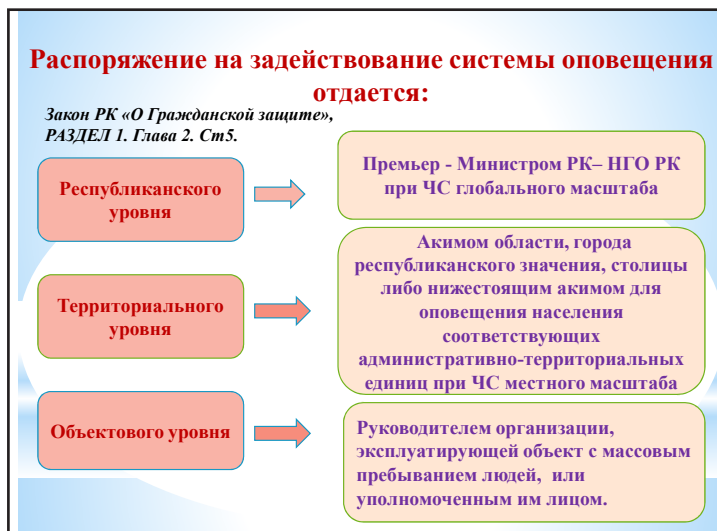 Распоряжение на задействование системы оповещения
отдается:
Закон РК «О Гражданской защите»,
РАЗДЕЛ 1. Глава 2. Ст5.
Республиканского
уровня
Премьер - Министром РК– НГО РК
при ЧС глобального масштаба
Территориального
уровня
Акимом области, города
республиканского значения, столицы
либо нижестоящим акимом для
оповещения населения
соответствующих
административно-территориальных
единиц при ЧС местного масштаба
Объектового уровня
Руководителем организации,
эксплуатирующей объект с массовым
пребыванием людей, или
уполномоченным им лицом.